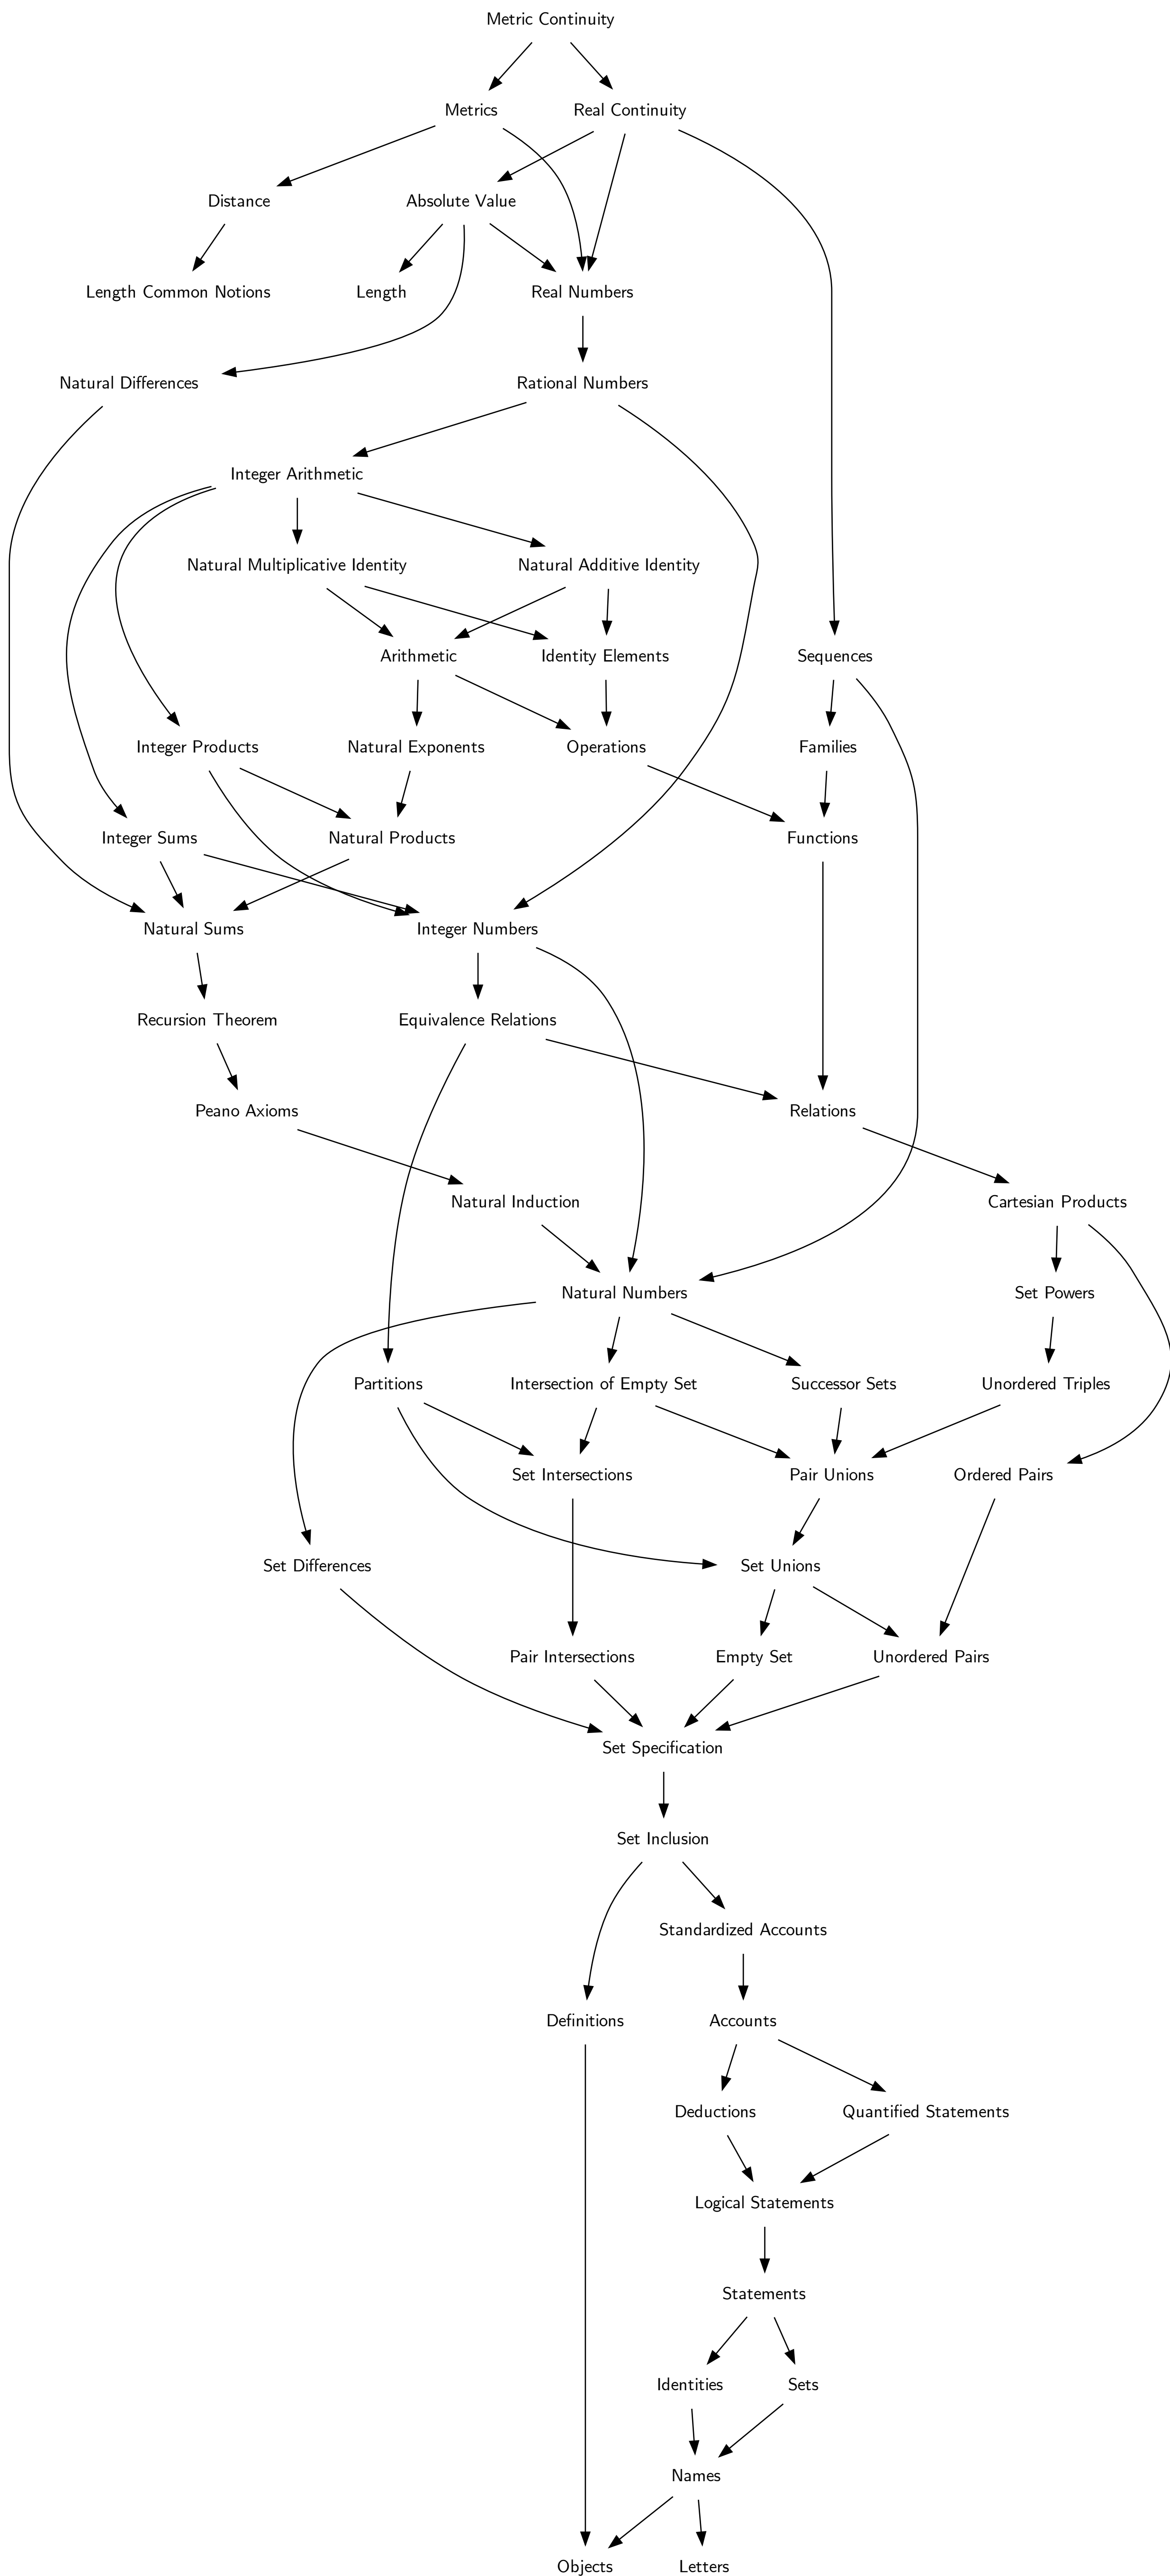 Metric Continuity
Metrics
Real Continuity
Distance
Absolute Value
Length Common Notions
Length
Real Numbers
Natural Differences
Rational Numbers
Integer Arithmetic
Natural Multiplicative Identity
Natural Additive Identity
Arithmetic
Identity Elements
Sequences
Integer Products
Natural Exponents
Operations
Families
Integer Sums
Natural Products
Functions
Natural Sums
Integer Numbers
Recursion Theorem
Equivalence Relations
Peano Axioms
Relations
Natural Induction
Cartesian Products
Natural Numbers
Set Powers
Partitions
Intersection of Empty Set
Successor Sets
Unordered Triples
Set Intersections
Pair Unions
Ordered Pairs
Set Differences
Set Unions
Pair Intersections
Empty Set
Unordered Pairs
Set Specification
Set Inclusion
Standardized Accounts
Definitions
Accounts
Deductions
Quantified Statements
Logical Statements
Statements
Identities
Sets
Names
Objects
Letters